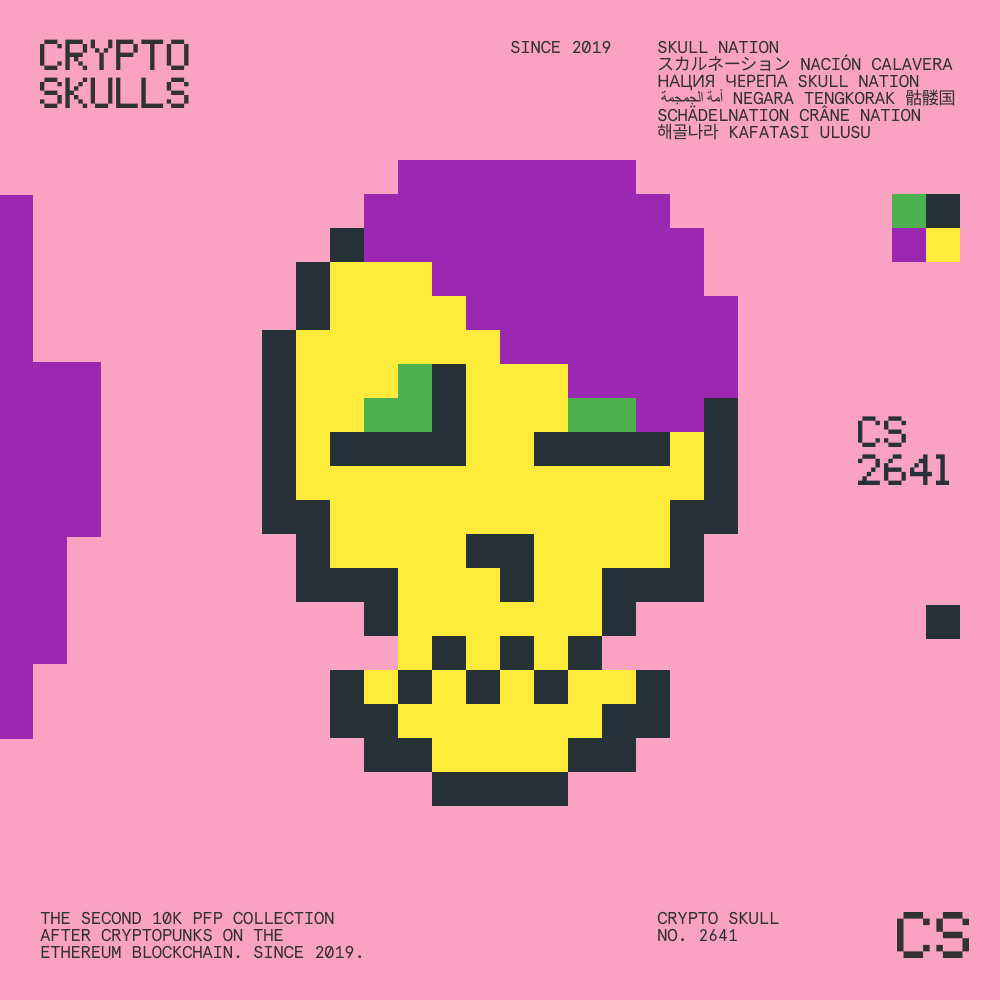 CRYPTO
SKULLS
SINCE 2019
SKULL NATION
スカルネーション NACIÓN CALAVERA
НАЦИЯ ЧЕРЕПА SKULL NATION
أمة الجمجمة NEGARA TENGKORAK 骷髅国
SCHÄDELNATION CRÂNE NATION
해골나라 KAFATASI ULUSU
CS
2641
THE SECOND 10K PFP COLLECTION
AFTER CRYPTOPUNKS ON THE
ETHEREUM BLOCKCHAIN. SINCE 2019.
CRYPTO SKULL
NO. 2641
CS